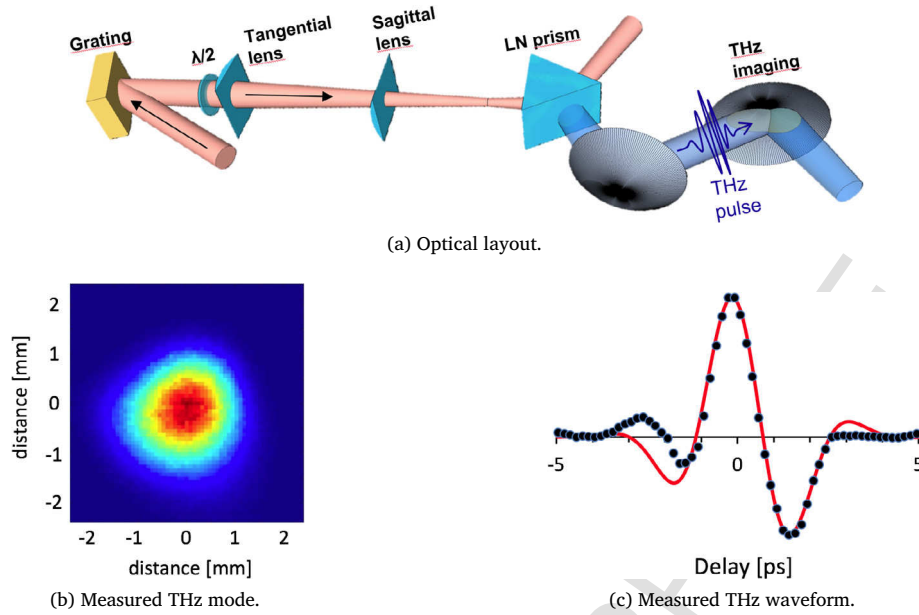 Grating
λ/2
Tangential
lens
Sagittal
lens
LN prism
THz
imaging
THz
pulse
(a) Optical layout.
distance [mm]
2
1
0
-1
-2
-2 -1 0 1 2
distance [mm]
(b) Measured THz mode.
-5 0 5
Delay [ps]
(c) Measured THz waveform.